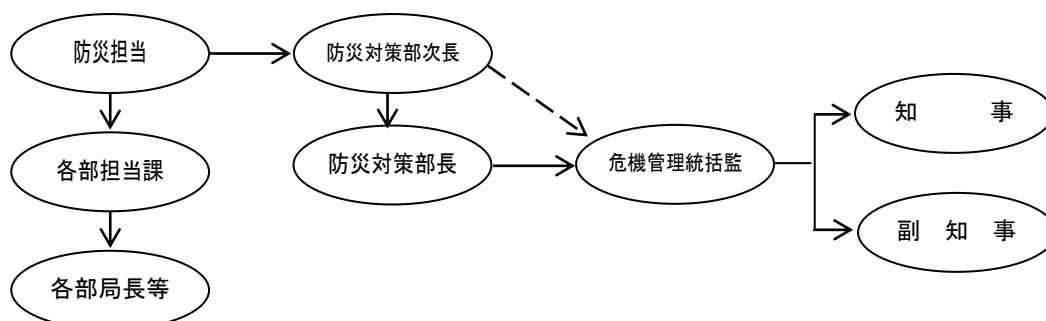 防災担当
防災対策部次長
知　　　事
各部担当課
防災対策部長
危機管理統括監
副　知　事
各部局長等